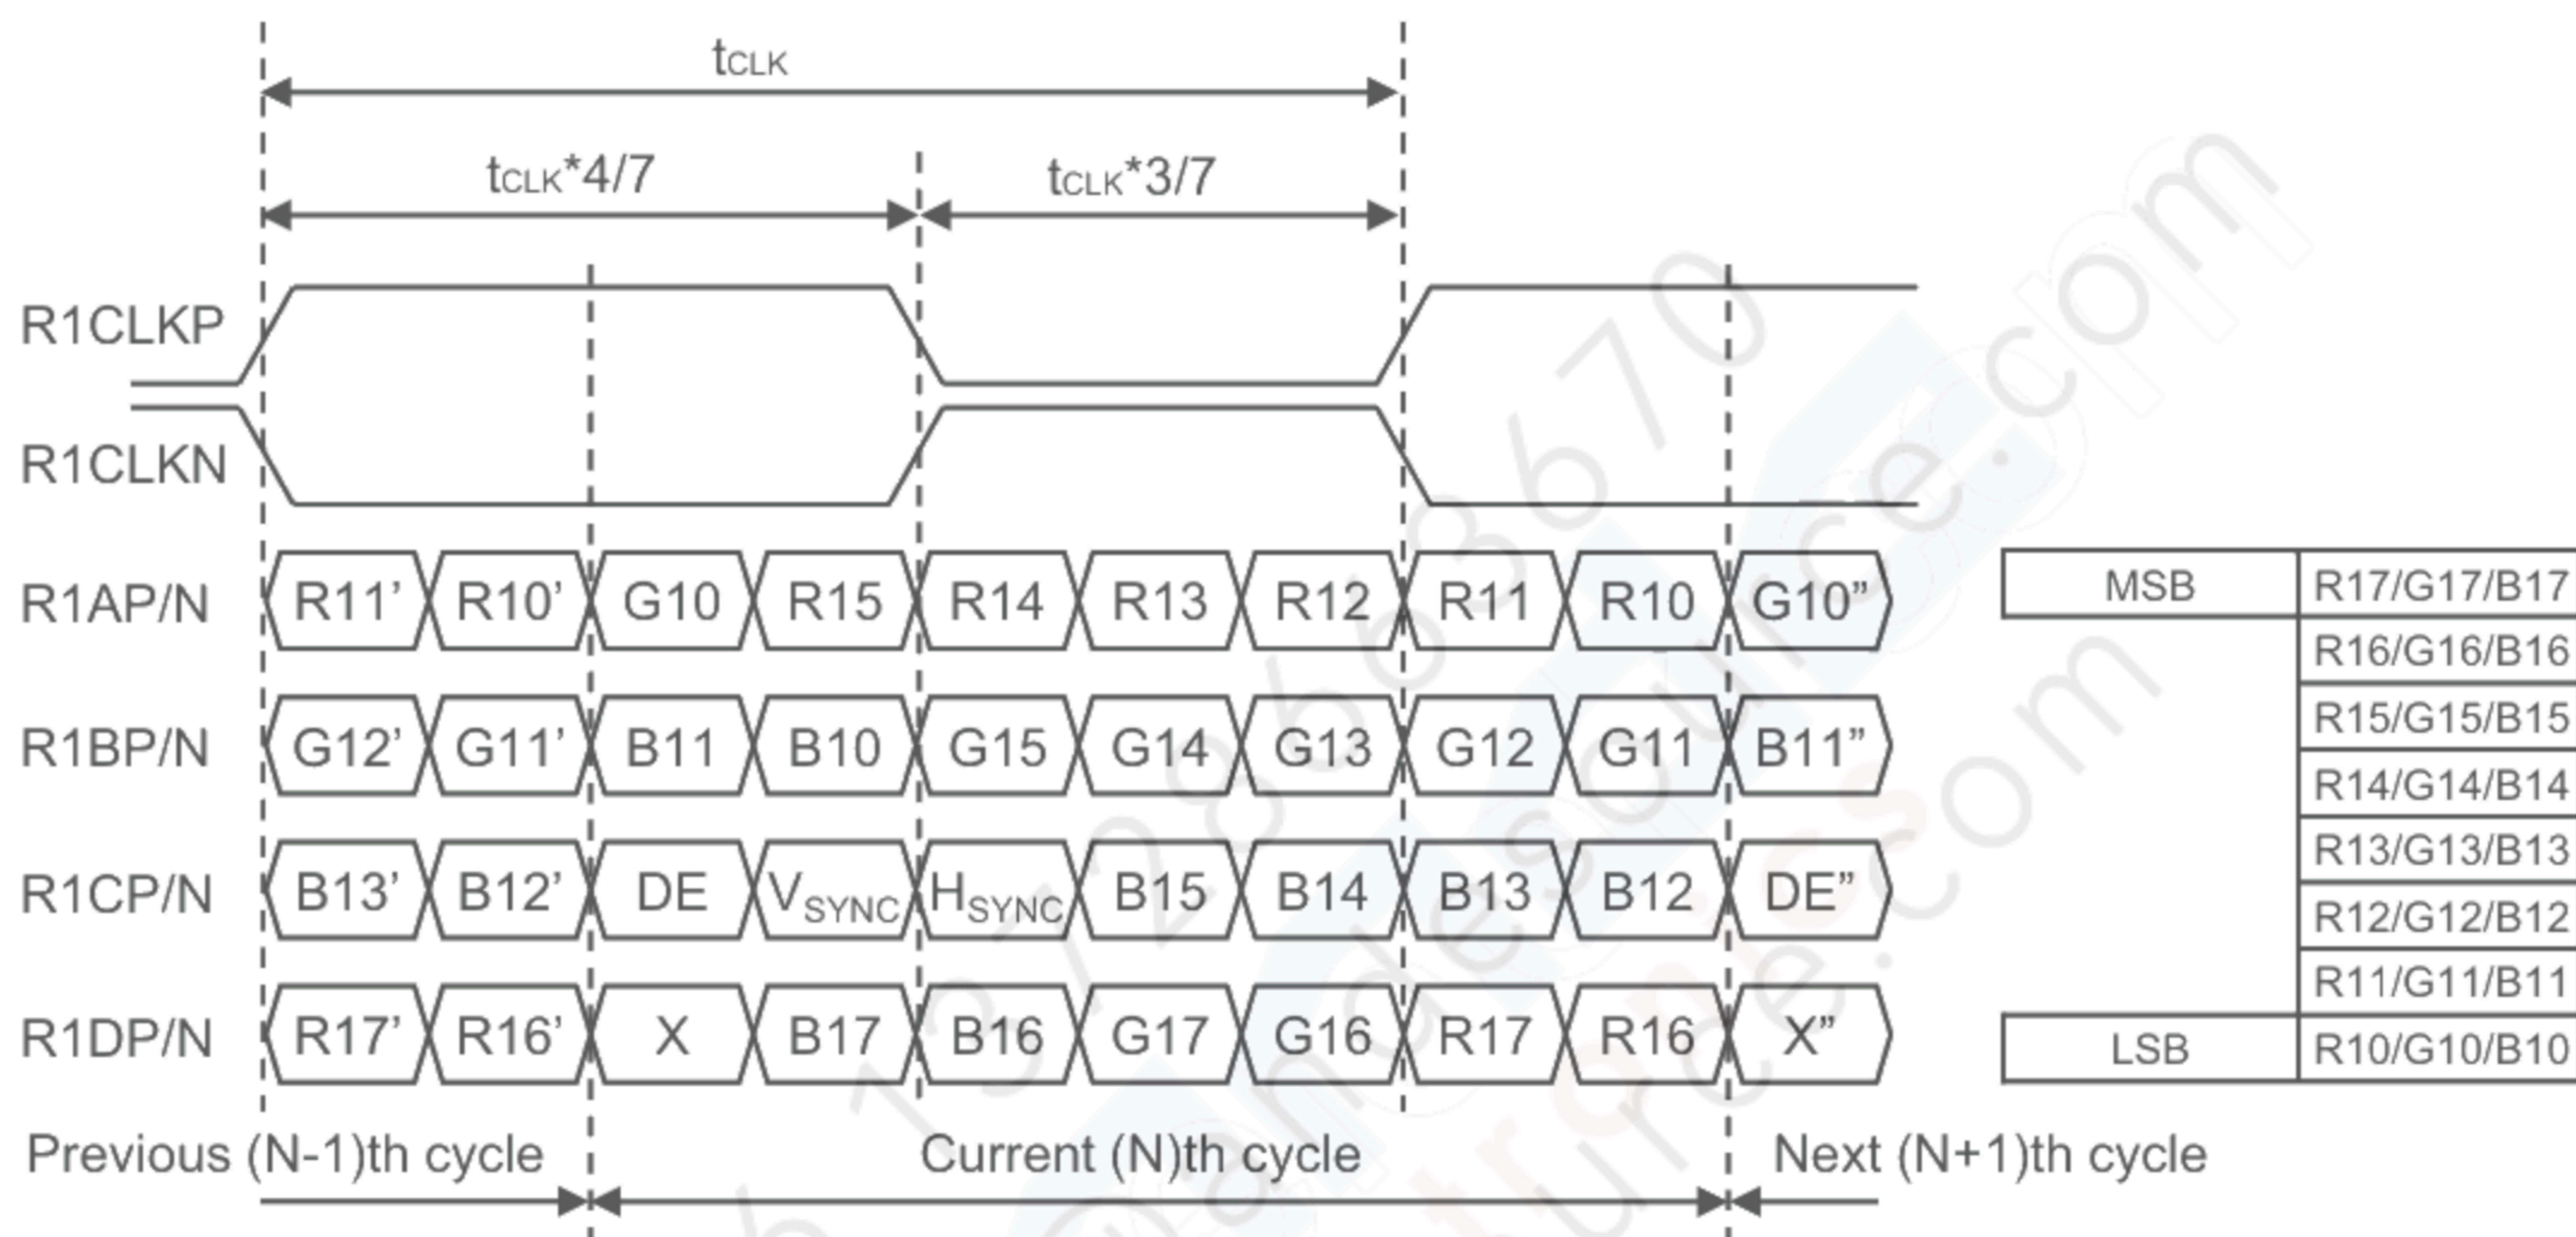 tCLK
tCLK*4/7 tCLK*3/7
R1CLKP
R1CLKN
R1AP/N R11’ R10’ G10 R15 R14 R13 R12 R11 R10 G10”
R1BP/N G12’ G11’ B11 B10 G15 G14 G13 G12 G11 B11”
R1CP/N B13’ B12’ DE VSYNC HSYNC B15 B14 B13 B12 DE”
R1DP/N R17’ R16’ X B17 B16 G17 G16 R17 R16 X”
MSB R17/G17/B17
R16/G16/B16
R15/G15/B15
R14/G14/B14
R13/G13/B13
R12/G12/B12
R11/G11/B11
LSB R10/G10/B10
Previous (N-1)th cycle Current (N)th cycle Next (N+1)th cycle